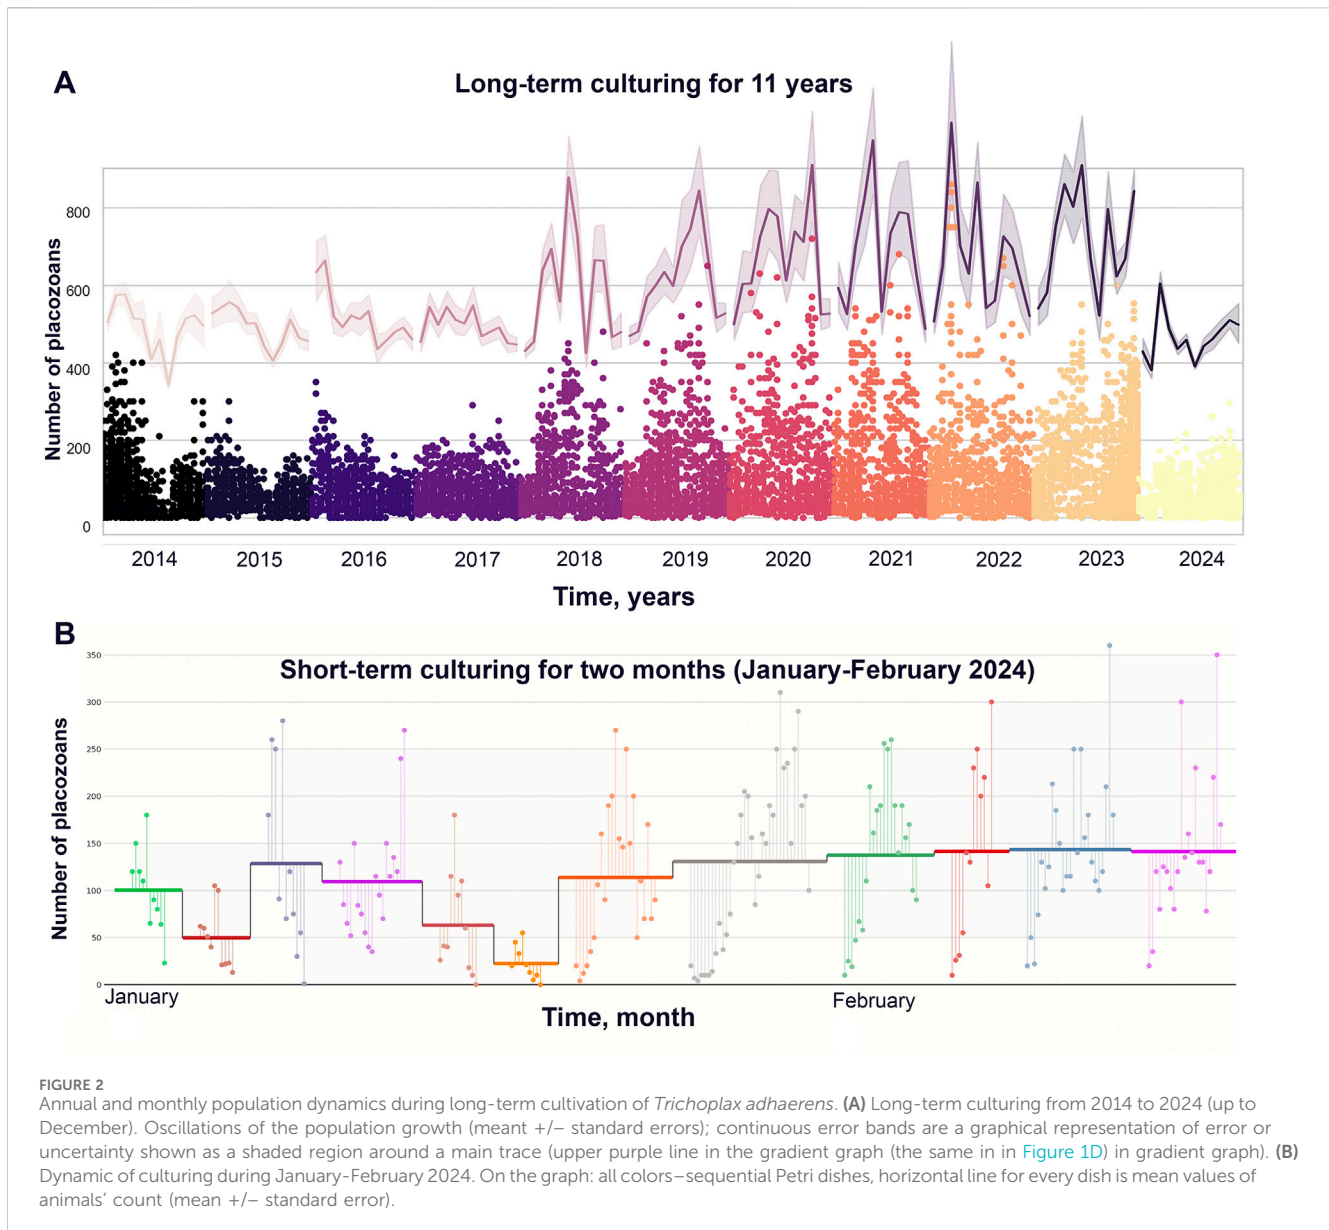 A
Long-term culturing for 11 years
Number of placozoans
800
600
400
200
0
2014 2015 2016 2017 2018 2019 2020 2021 2022 2023 2024
Time, years
B
Short-term culturing for two months (January-February 2024)
Number of placozoans
350
300
250
200
150
100
50
0
January February
Time, month
FIGURE 2
Annual and monthly population dynamics during long-term cultivation of Trichoplax adhaerens. (A) Long-term culturing from 2014 to 2024 (up to
December). Oscillations of the population growth (meant +/− standard errors); continuous error bands are a graphical representation of error or
uncertainty shown as a shaded region around a main trace (upper purple line in the gradient graph (the same in in Figure 1D) in gradient graph). (B)
Dynamic of culturing during January-February 2024. On the graph: all colors–sequential Petri dishes, horizontal line for every dish is mean values of
animals’ count (mean +/− standard error).